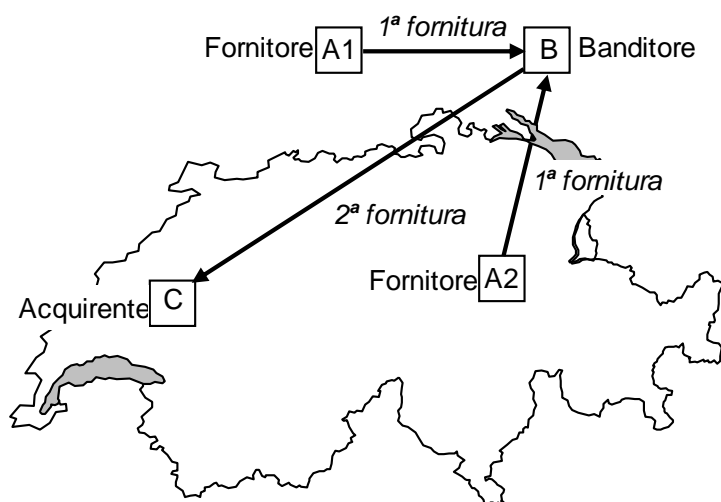 1ª fornitura
Fornitore A1
B Banditore
1ª fornitura
2ª fornitura
Fornitore A2
Acquirente C